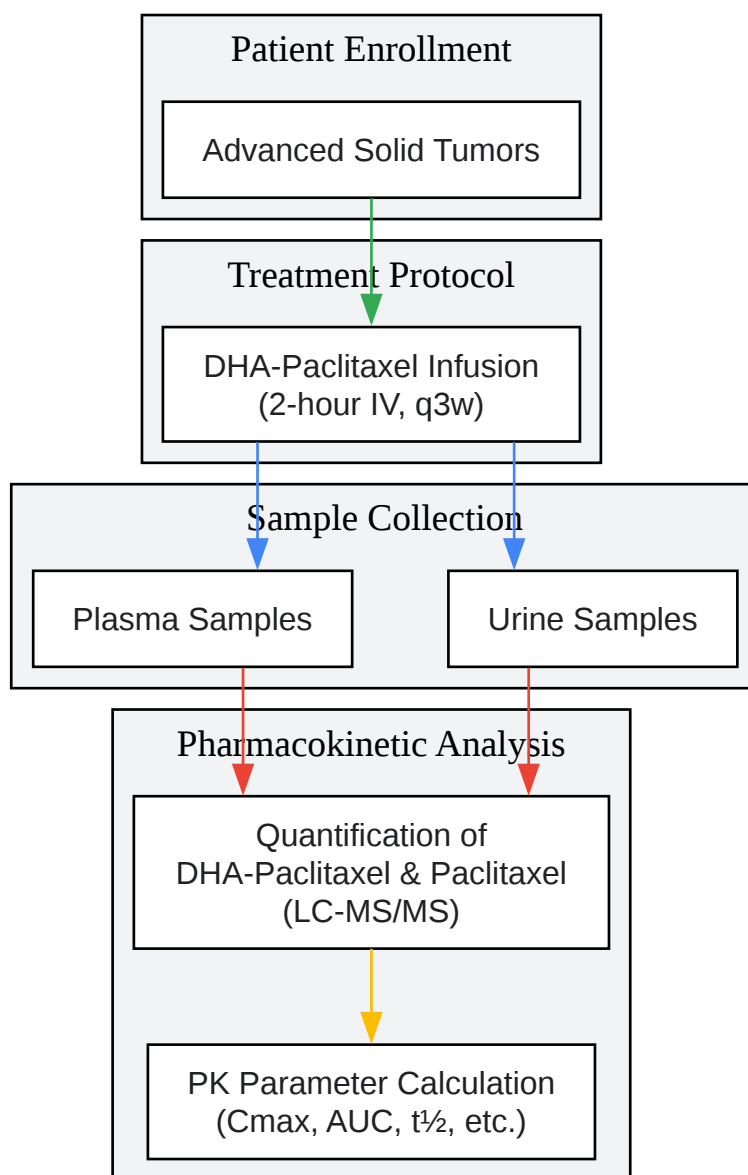 Patient Enrollment
Advanced Solid Tumors
Treatment Protocol
DHA-Paclitaxel Infusion
(2-hour IV, q3w)
Sample Collection
Plasma Samples
Urine Samples
Pharmacokinetic Analysis
Quantification of
DHA-Paclitaxel & Paclitaxel
(LC-MS/MS)
PK Parameter Calculation
(Cmax, AUC, t½, etc.)